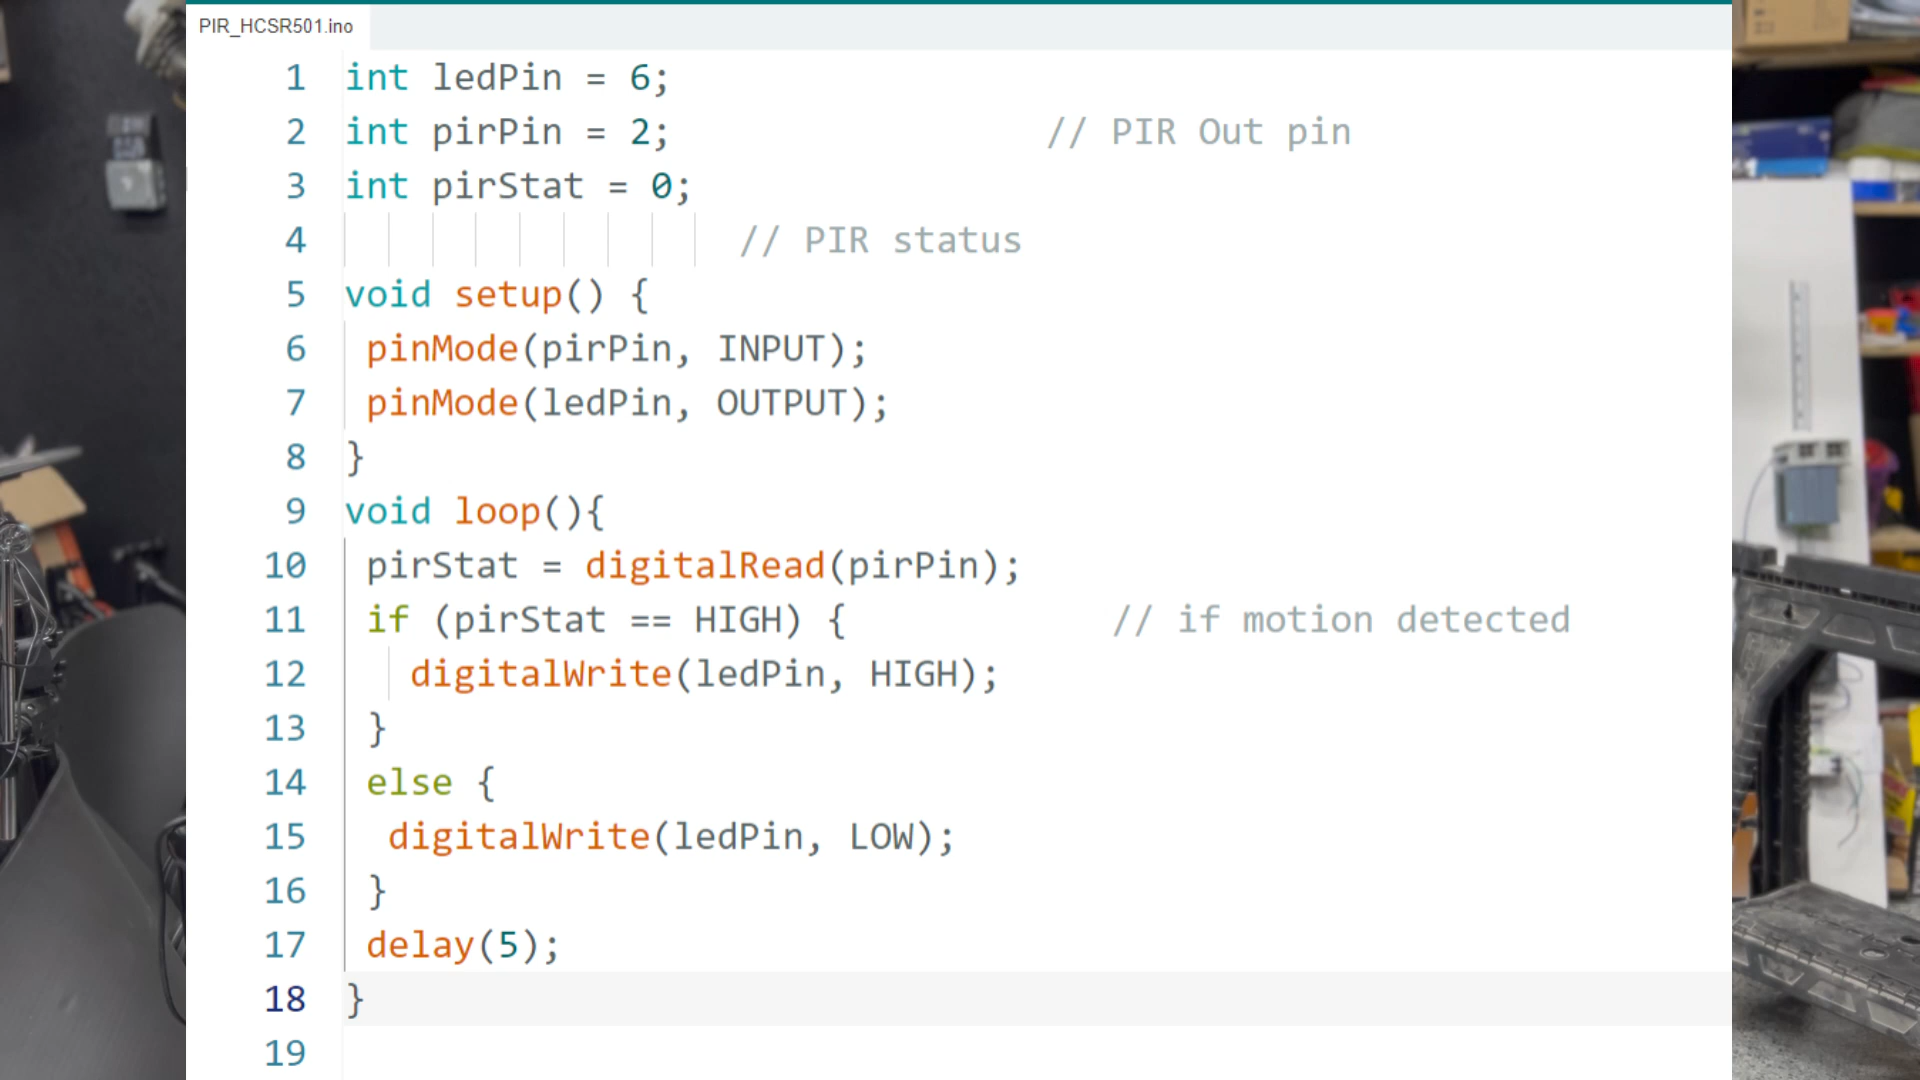 PIR_HCSR501.ino
1 int ledPin = 6;
2 int pirPin = 2; // PIR Out pin
3 int pirStat = 0;
4 // PIR status
5 void setup() {
6 pinMode(pirPin, INPUT);
7 pinMode(ledPin, OUTPUT);
8 }
9 void loop(){
10 pirStat = digitalRead(pirPin);
11 if (pirStat == HIGH) { // if motion detected
12 digitalWrite(ledPin, HIGH);
13 }
14 else {
15 digitalWrite(ledPin, LOW);
16 }
17 delay(5);
18 }
19